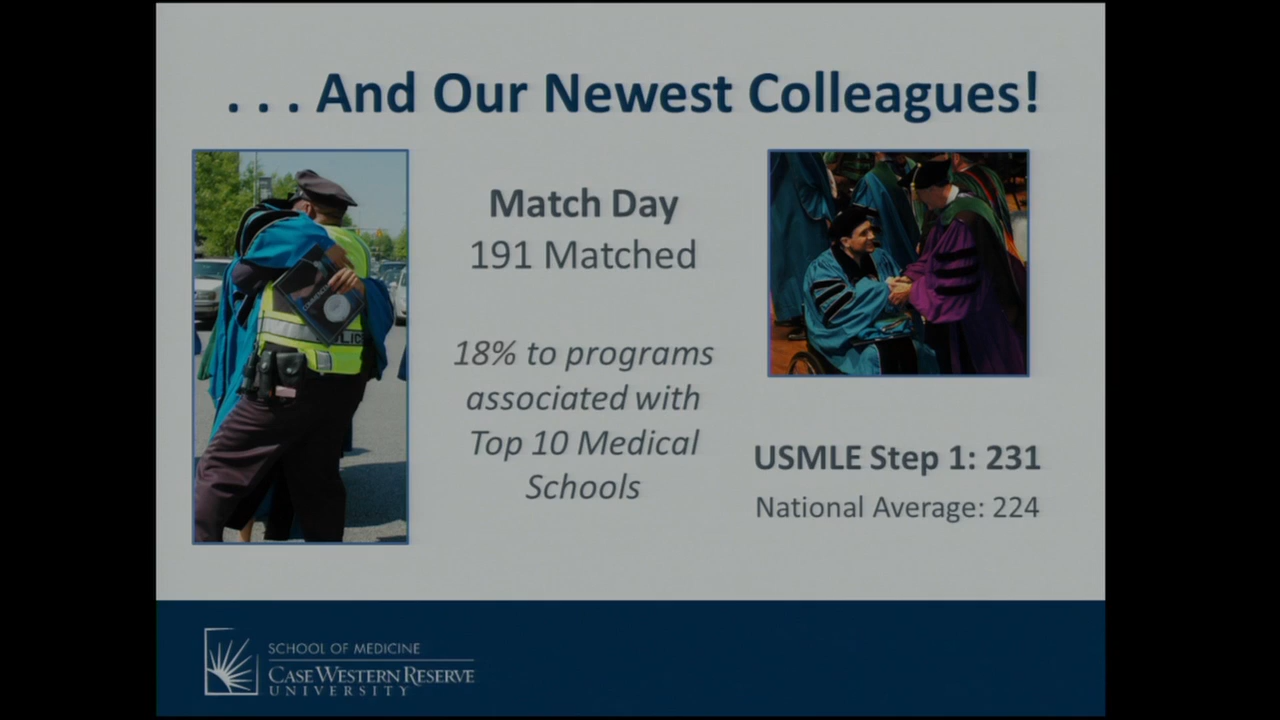 . . . And Our Newest Colleagues!
Match Day
191 Matched
18% to programs
associated with
Top 10 Medical
Schools
USMLE Step 1: 231
National Average: 224
SCHOOL OF MEDICINE
CASE WESTERN RESERVE
UNIVERSITY